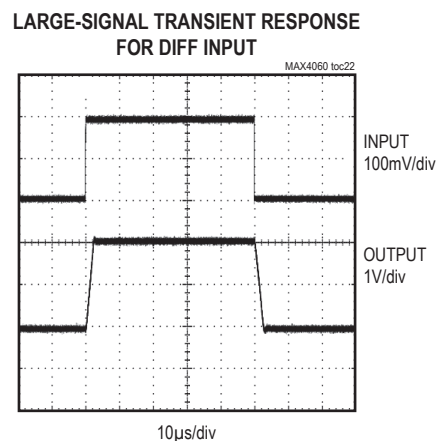 LARGE-SIGNAL TRANSIENT RESPONSE
FOR DIFF INPUT
MAX4060 toc22
INPUT
100mV/div
OUTPUT
1V/div
10µs/div